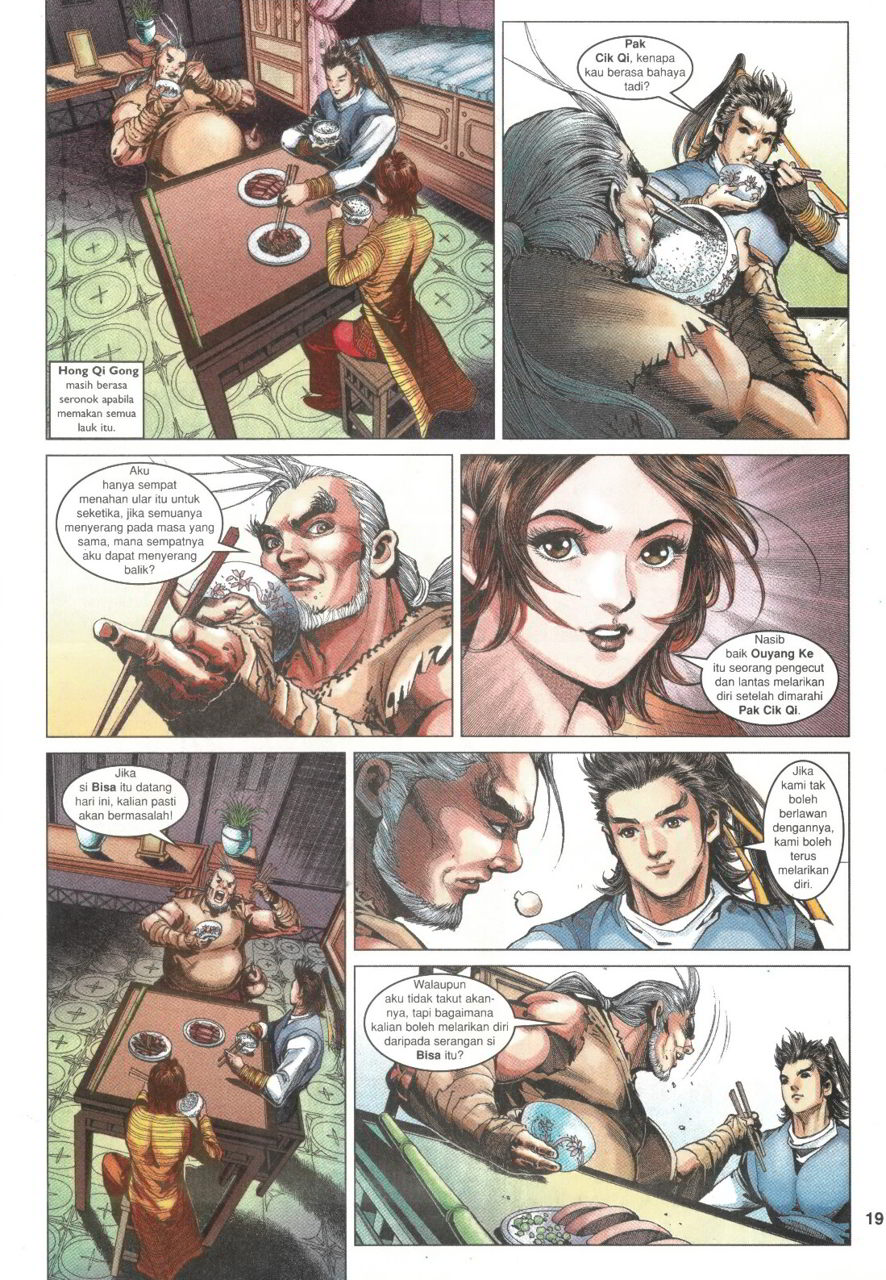 Hong Qi Gong
masih berasa
seronok apabila
memakan semua
lauk itu.
Pak
Cik Qi, kenapa
kau berasa bahaya
tadi?
Aku
hanya sempat
menahan ular itu untuk
seketika, jika semuanya
menyerang pada masa yang
sama, mana sempatnya
aku dapat menyerang
balik?
Nasib
baik Ouyang Ke
itu seorang pengecut
dan lantas melarikan
diri setelah dimarahi
Pak Cik Qi.
Jika
si Bisa itu datang
hari ini, kalian pasti
akan bermasalah!
Jika
kami tak
boleh
berlawan
dengannya,
kami boleh
terus
melarikan
diri.
Walaupun
aku tidak takut akan-
nya, tapi bagaimana
kalian boleh melarikan diri
daripada serangan si
Bisa itu?
19